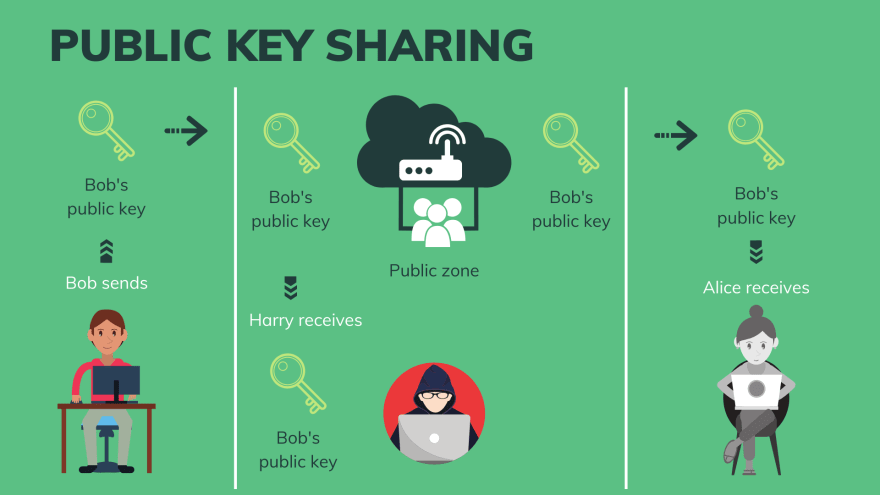 PUBLIC KEY SHARING
Bob's
public key
Bob sends
Bob's
public key
Harry receives
Bob's
public key
Public zone
Bob's
public key
Bob's
public key
Alice receives